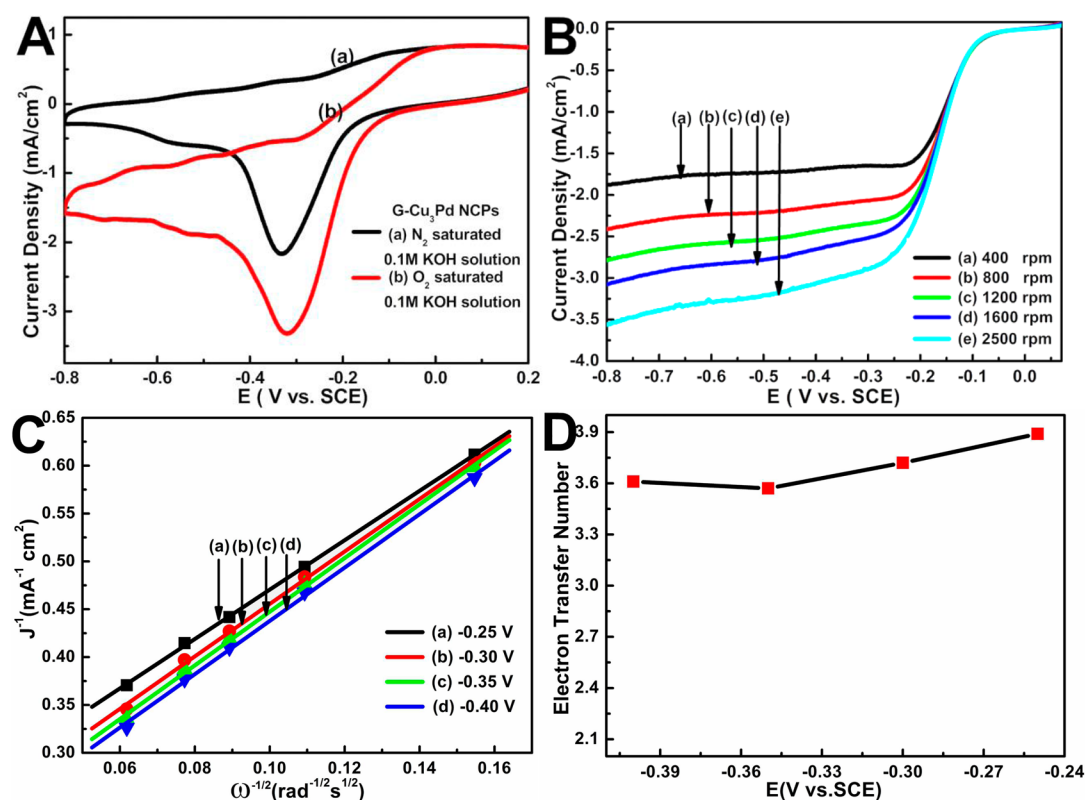 A
Current Density (mA/cm²)
1
0
-1
-2
-3
(a)
(b)
G-Cu₃Pd NCPs
(a) N₂ saturated
0.1M KOH solution
(b) O₂ saturated
0.1M KOH solution
-0.8 -0.6 -0.4 -0.2 0.0 0.2
E ( V vs. SCE)
B
Current Density (mA/cm²)
0.0
-0.5
-1.0
-1.5
-2.0
-2.5
-3.0
-3.5
-4.0
(a) (b) (c) (d) (e)
(a) 400 rpm
(b) 800 rpm
(c) 1200 rpm
(d) 1600 rpm
(e) 2500 rpm
-0.8 -0.7 -0.6 -0.5 -0.4 -0.3 -0.2 -0.1 0.0
E ( V vs. SCE)
C
J⁻¹(mA⁻¹ cm²)
0.65
0.60
0.55
0.50
0.45
0.40
0.35
0.30
(a) (b) (c) (d)
(a) -0.25 V
(b) -0.30 V
(c) -0.35 V
(d) -0.40 V
0.06 0.08 0.10 0.12 0.14 0.16
ω⁻¹/²(rad⁻¹/²s¹/²)
D
Electron Transfer Number
3.9
3.6
3.3
3.0
2.7
2.4
2.1
-0.39 -0.36 -0.33 -0.30 -0.27 -0.24
E(V vs.SCE)